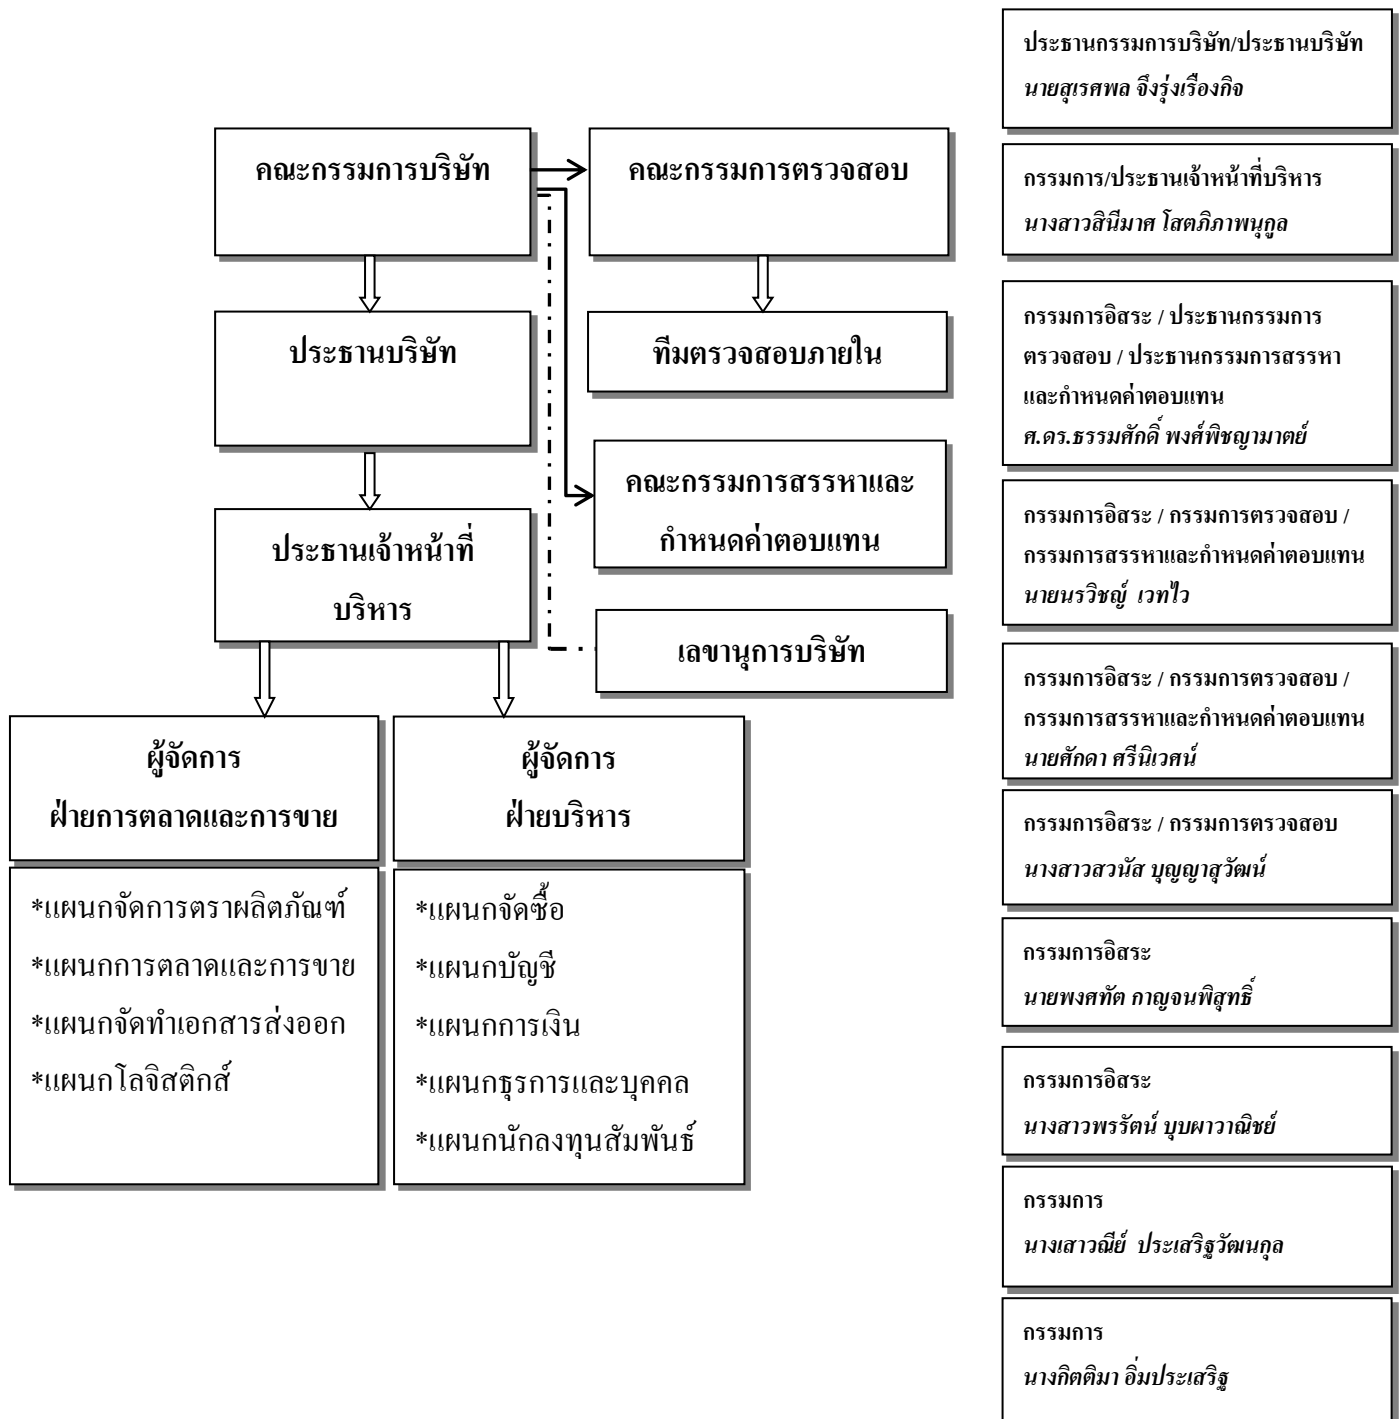 คณะกรรมการบริษัท
คณะกรรมการตรวจสอบ
ประธานบริษัท
ทีมตรวจสอบภายใน
คณะกรรมการสรรหาและ
กำหนดค่าตอบแทน
ประธานเจ้าหน้าที่
บริหาร
เลขานุการบริษัท
ผู้จัดการ
ฝ่ายการตลาดและการขาย
*แผนกจัดการตราผลิตภัณฑ์
*แผนกการตลาดและการขาย
*แผนกจัดทำเอกสารส่งออก
*แผนกโลจิสติกส์
ผู้จัดการ
ฝ่ายบริหาร
*แผนกจัดซื้อ
*แผนกบัญชี
*แผนกการเงิน
*แผนกธุรการและบุคคล
*แผนกนักลงทุนสัมพันธ์
ประธานกรรมการบริษัท/ประธานบริษัท
นายสุเรศพล จึงรุ่งเรืองกิจ
กรรมการ/ประธานเจ้าหน้าที่บริหาร
นางสาวสินีมาศ โสตภิภาพนุกูล
กรรมการอิสระ / ประธานกรรมการ
ตรวจสอบ / ประธานกรรมการสรรหา
และกำหนดค่าตอบแทน
ศ.ดร.ธรรมศักดิ์ พงศ์พิชญามาตย์
กรรมการอิสระ / กรรมการตรวจสอบ /
กรรมการสรรหาและกำหนดค่าตอบแทน
นายนรวิชญ์ เวทไว
กรรมการอิสระ / กรรมการตรวจสอบ /
กรรมการสรรหาและกำหนดค่าตอบแทน
นายศักดา ศรีนิเวศน์
กรรมการอิสระ / กรรมการตรวจสอบ
นางสาวสวนัส บุญญาสุวัฒน์
กรรมการอิสระ
นายพงศทัต กาญจนพิสุทธิ์
กรรมการอิสระ
นางสาวพรรัตน์ บุบผาวาณิชย์
กรรมการ
นางเสาวณีย์ ประเสริฐวัฒนกุล
กรรมการ
นางกิตติมา อิ่มประเสริฐ